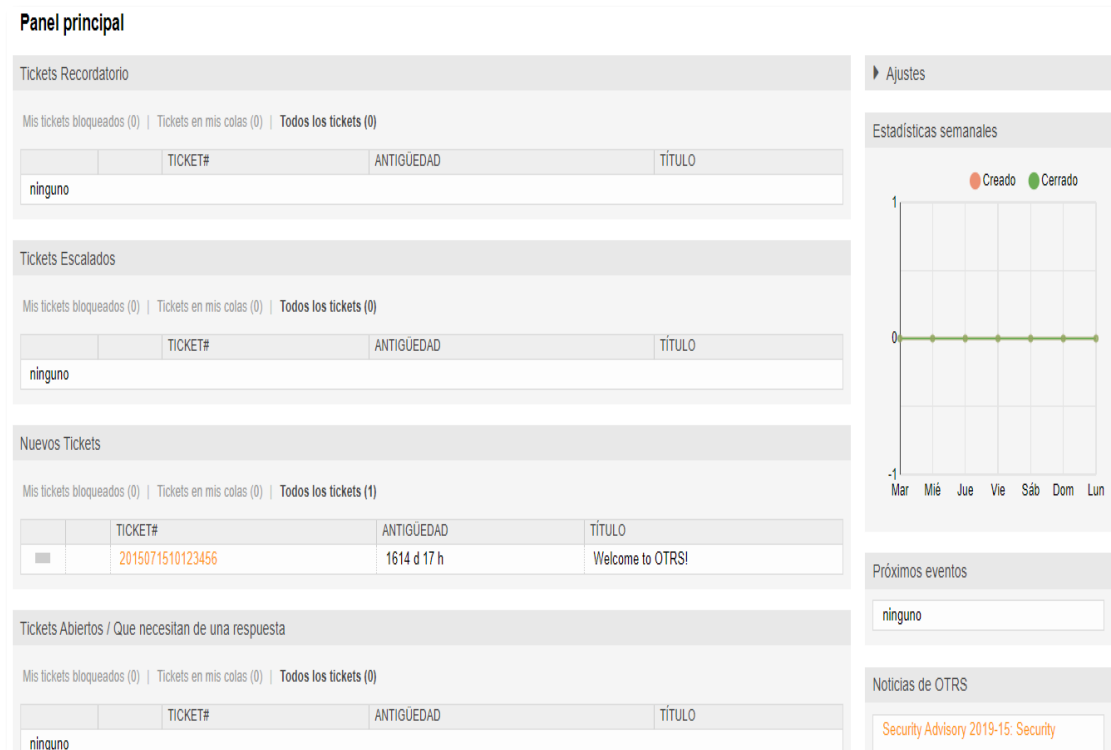 Panel principal
Tickets Recordatorio
Mis tickets bloqueados (0) | Tickets en mis colas (0) | Todos los tickets (0)
TICKET# ANTIGÜEDAD TÍTULO
ninguno
Tickets Escalados
Mis tickets bloqueados (0) | Tickets en mis colas (0) | Todos los tickets (0)
TICKET# ANTIGÜEDAD TÍTULO
ninguno
Nuevos Tickets
Mis tickets bloqueados (0) | Tickets en mis colas (0) | Todos los tickets (1)
TICKET# ANTIGÜEDAD TÍTULO
2015071510123456 1614 d 17 h Welcome to OTRS!
Tickets Abiertos / Que necesitan de una respuesta
Mis tickets bloqueados (0) | Tickets en mis colas (0) | Todos los tickets (0)
TICKET# ANTIGÜEDAD TÍTULO
ninguno
Ajustes
Estadísticas semanales
Creado Cerrado
1
0
-1
Mar Mié Jue Vie Sáb Dom Lun
Próximos eventos
ninguno
Noticias de OTRS
Security Advisory 2019-15: Security